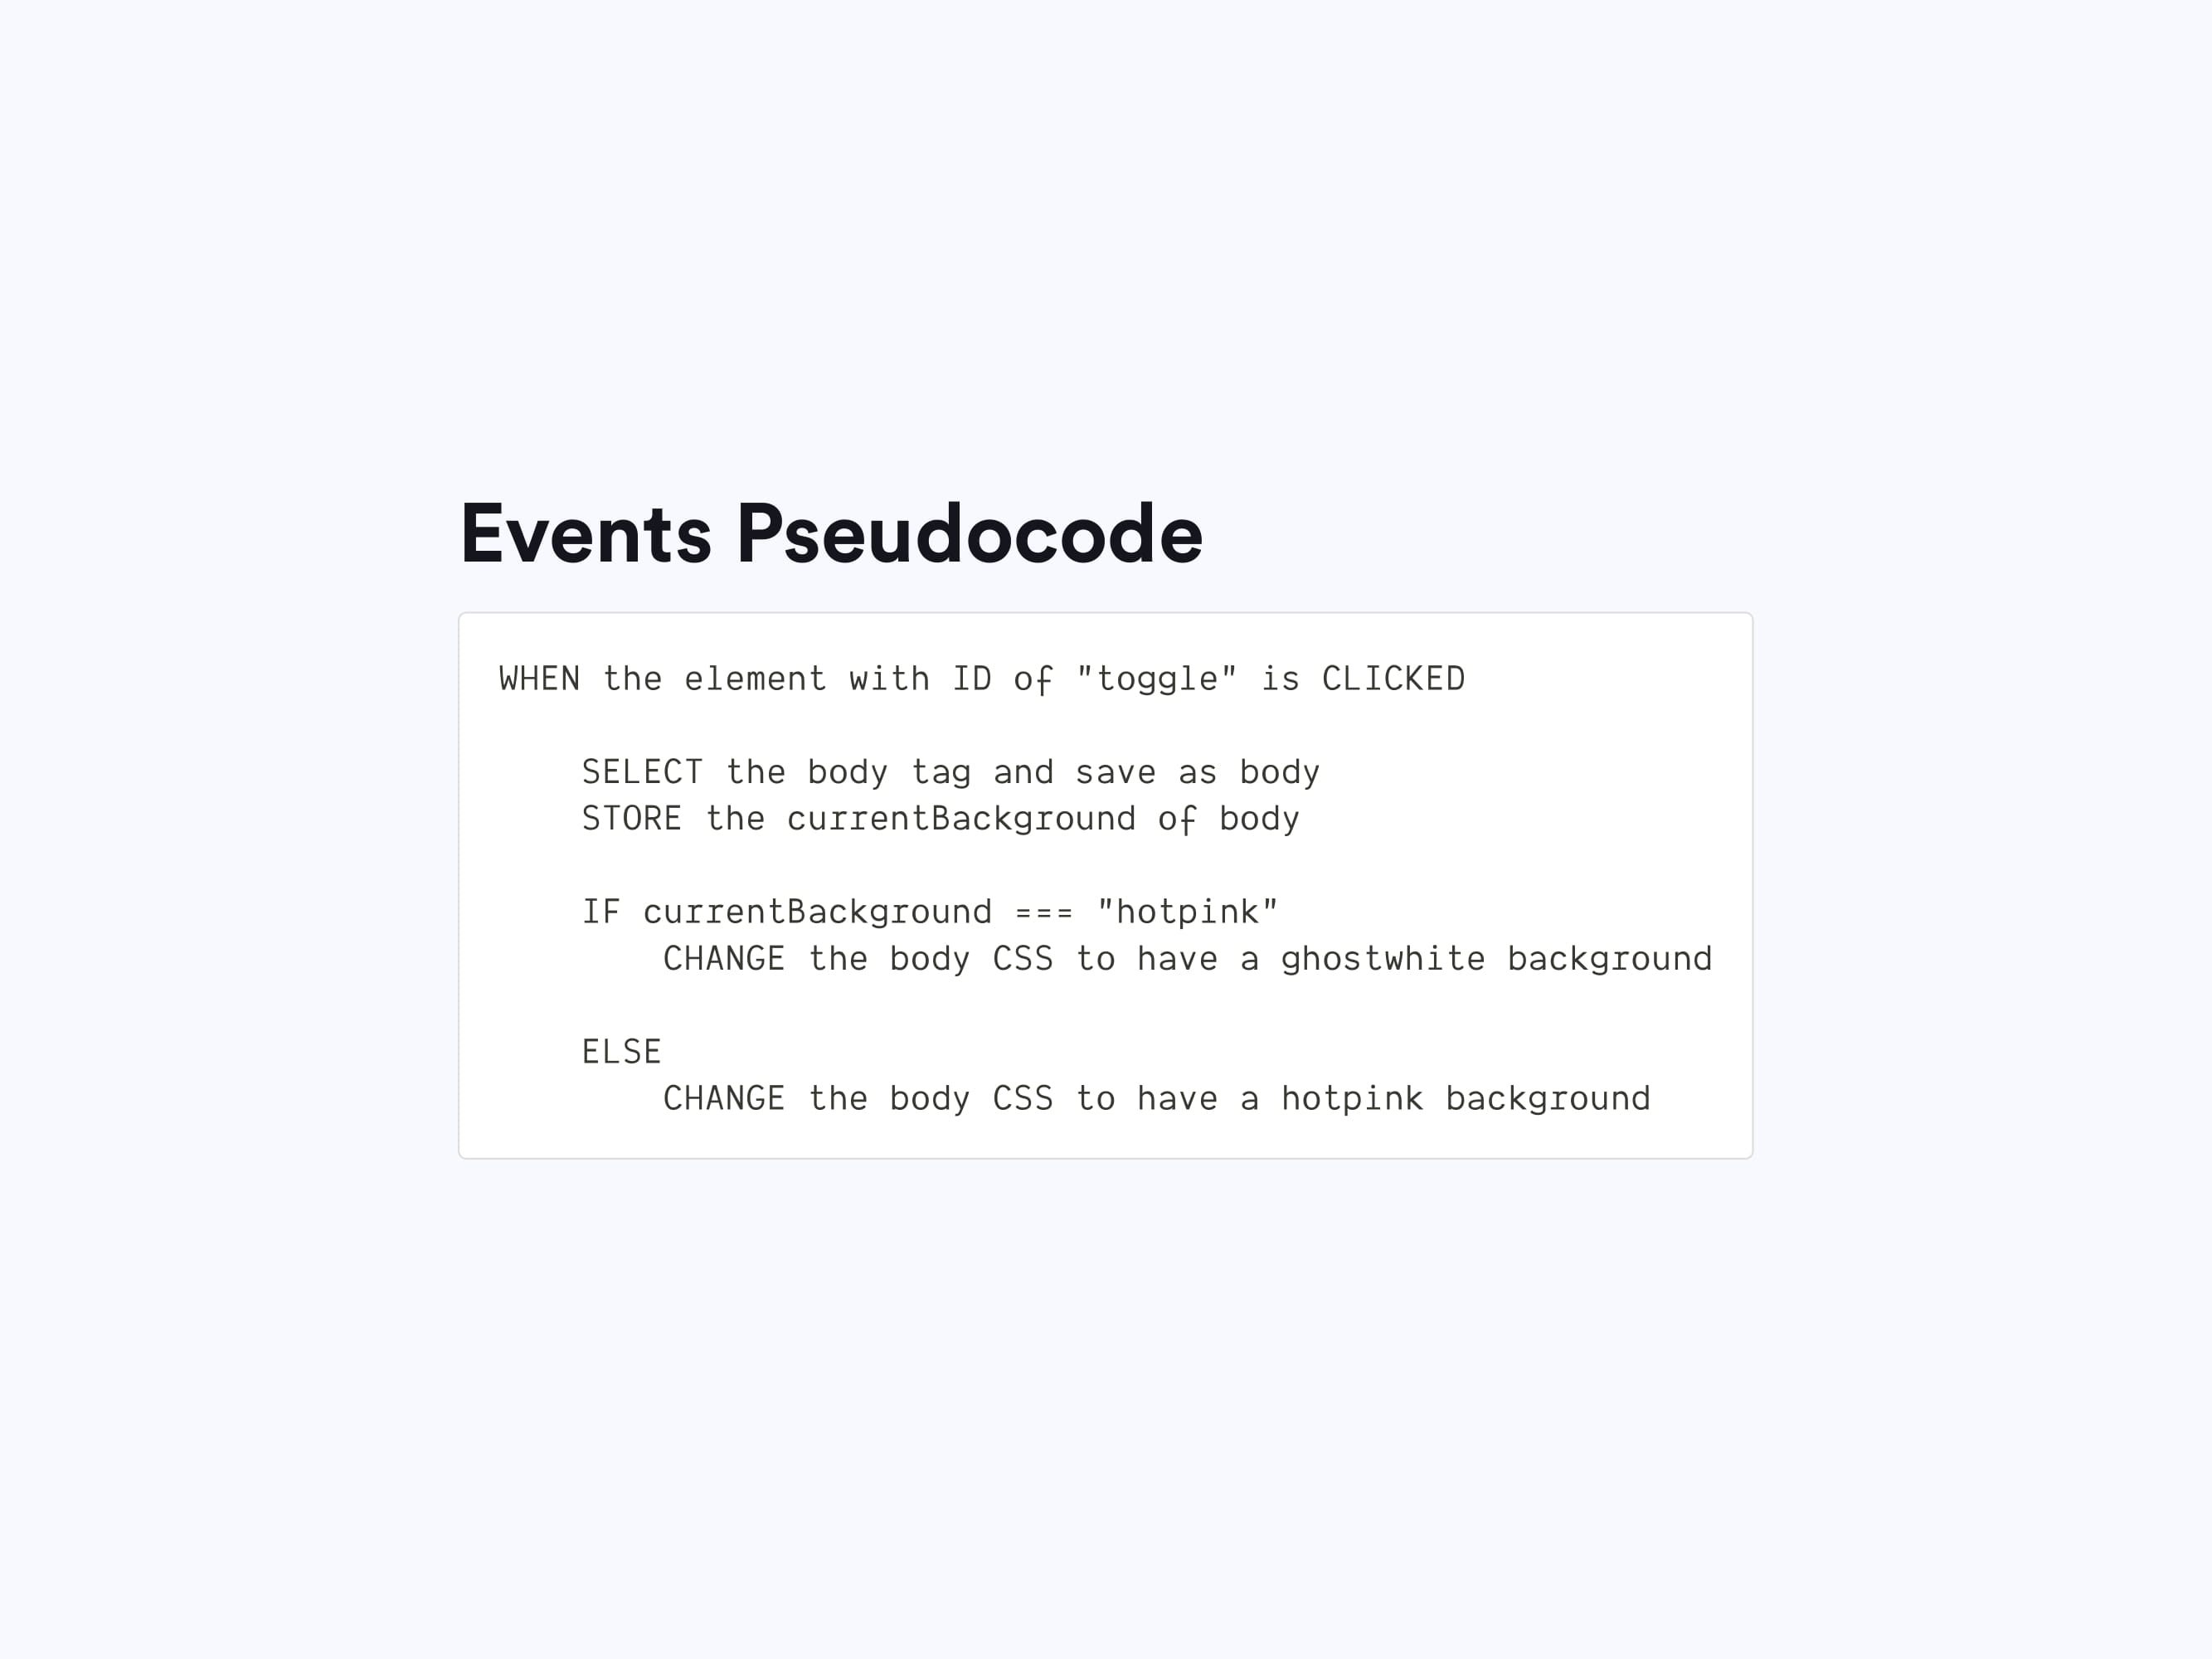 Events Pseudocode
WHEN the element with ID of "toggle" is CLICKED
SELECT the body tag and save as body
STORE the currentBackground of body
IF currentBackground === "hotpink"
CHANGE the body CSS to have a ghostwhite background
ELSE
CHANGE the body CSS to have a hotpink background